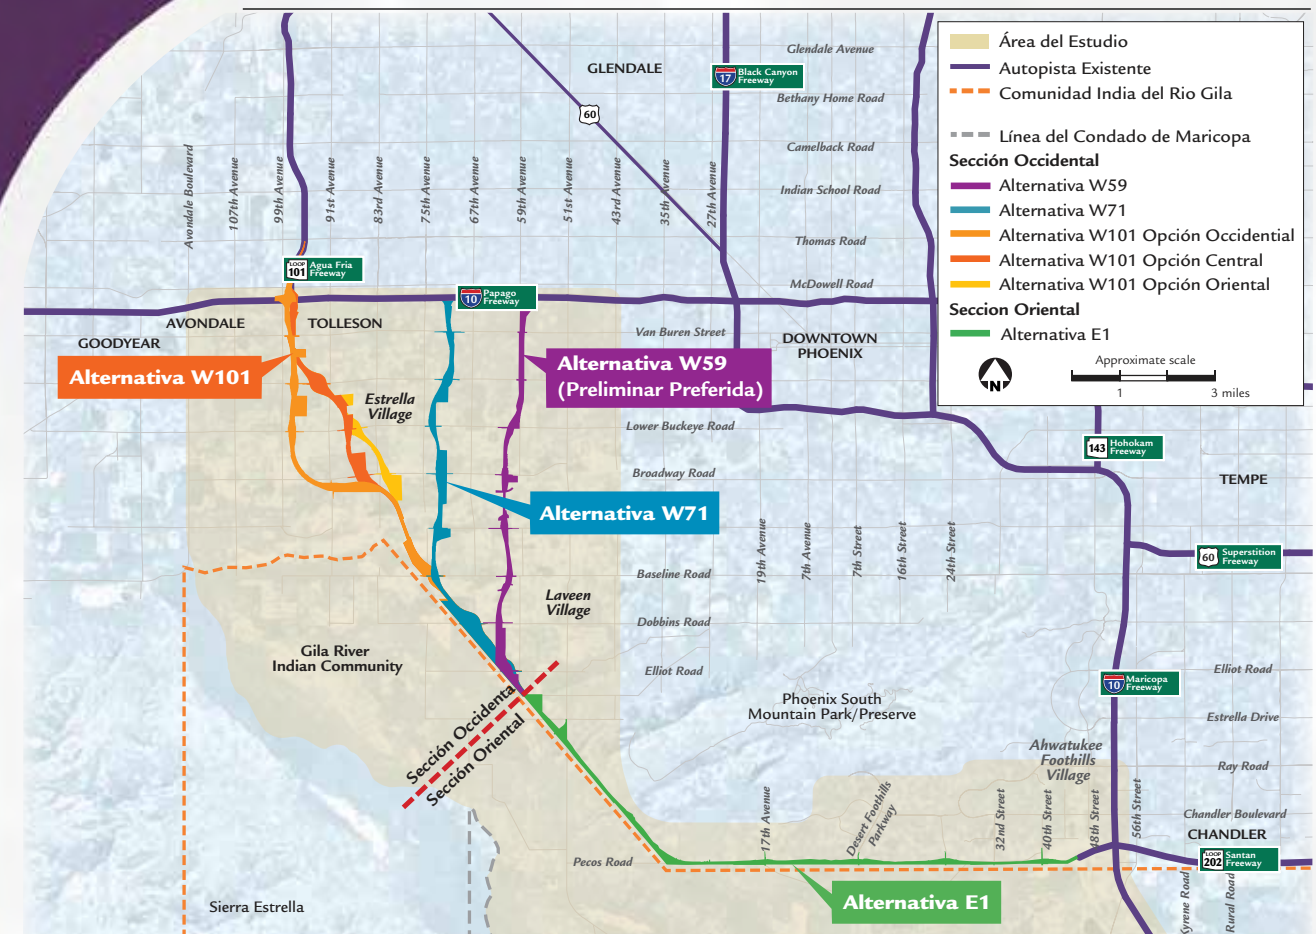 Glendale Avenue
GLENDALE
17 Black Canyon
Freeway
Bethany Home Road
60
Camelback Road
Indian School Road
Thomas Road
McDowell Road
Avondale Boulevard
107th Avenue
99th Avenue
91st Avenue
83rd Avenue
75th Avenue
67th Avenue
59th Avenue
51st Avenue
43rd Avenue
35th Avenue
27th Avenue
LOOP
101
Agua Fria
Freeway
10 Papago
Freeway
AVONDALE
TOLLESON
GOODYEAR
Van Buren Street
DOWNTOWN
PHOENIX
Alternativa W101
Alternativa W59
(Preliminar Preferida)
Estrella
Village
Lower Buckeye Road
Broadway Road
Alternativa W71
Baseline Road
Laveen
Village
Dobbins Road
Elliot Road
Gila River
Indian Community
Sección Occidenta
Sección Oriental
Phoenix South
Mountain Park/Preserve
19th Avenue
7th Avenue
7th Street
16th Street
24th Street
Área del Estudio
Autopista Existente
Comunidad India del Rio Gila
Línea del Condado de Maricopa
Sección Occidental
Alternativa W59
Alternativa W71
Alternativa W101 Opción Occidential
Alternativa W101 Opción Central
Alternativa W101 Opción Oriental
Seccion Oriental
Alternativa E1
N
Approximate scale
1
3 miles
143 Hohokam
Freeway
TEMPE
60 Superstition
Freeway
10 Maricopa
Freeway
Elliot Road
Estrella Drive
Ray Road
Ahwatukee
Foothills
Village
Chandler Boulevard
CHANDLER
LOOP
202
Santan
Freeway
17th Avenue
Desert Foothills
Parkway
32nd Street
40th Street
48th Street
56th Street
Pecos Road
Alternativa E1
Kyrene Road
Rural Road
Sierra Estrella